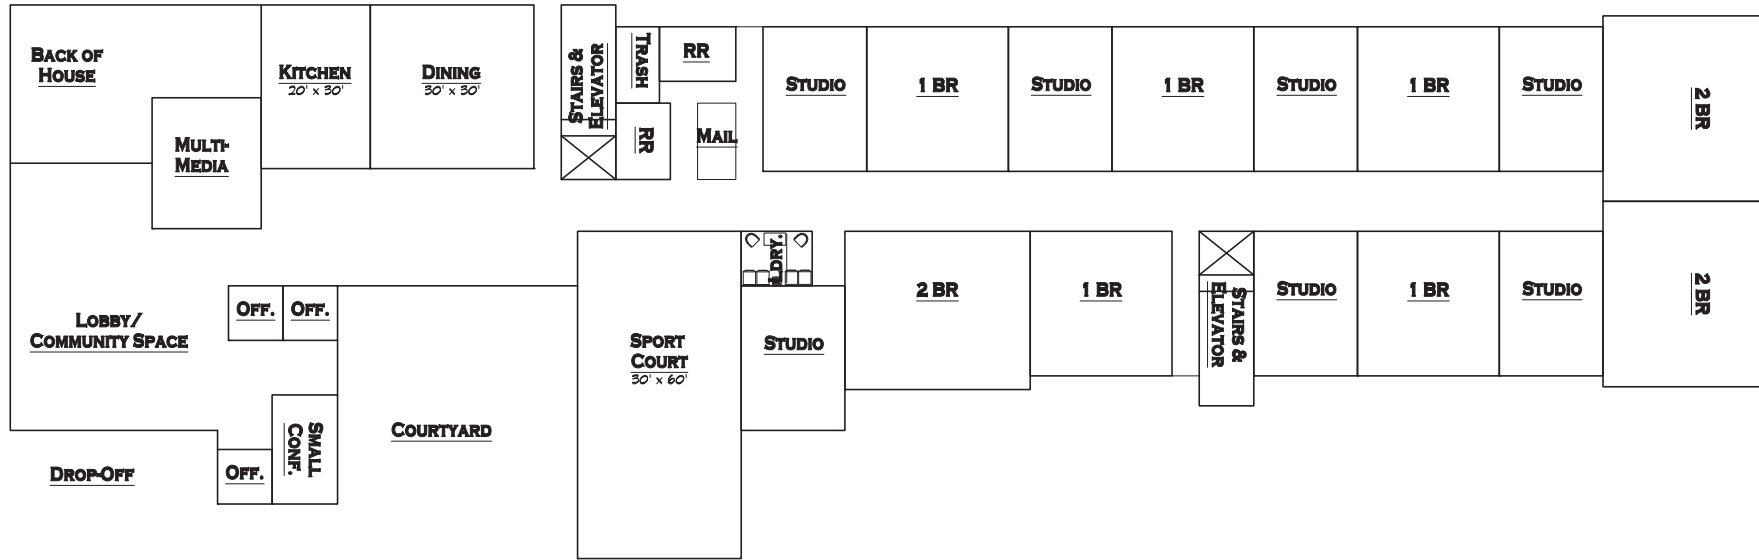 BACK OF
HOUSE
MULTI-
MEDIA
KITCHEN
20' x 30'
DINING
30' x 30'
STAIRS &
ELEVATOR
TRASH
RR
RR
MAIL
STUDIO
1 BR
STUDIO
1 BR
STUDIO
1 BR
STUDIO
2 BR
LOBBY/
COMMUNITY SPACE
OFF.
OFF.
SMALL
CONF.
OFF.
DROP-OFF
COURTYARD
SPORT
COURT
30' x 60'
LDRY.
STUDIO
2 BR
1 BR
STAIRS &
ELEVATOR
STUDIO
1 BR
STUDIO
2 BR